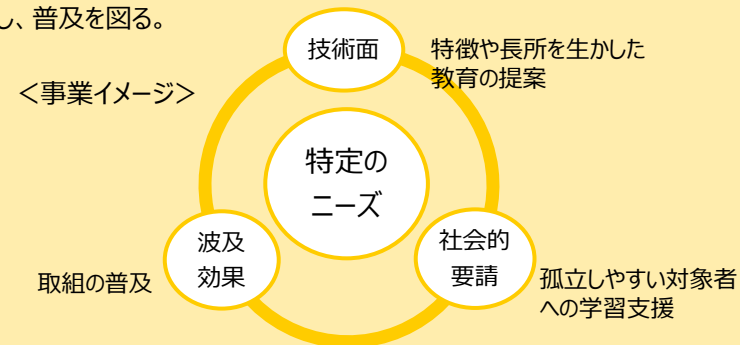 し、普及を図る。
技術面
特徴や長所を生かした
教育の提案
＜事業イメージ＞
特定の
ニーズ
波及
効果
社会的
要請
取組の普及
孤立しやすい対象者
への学習支援